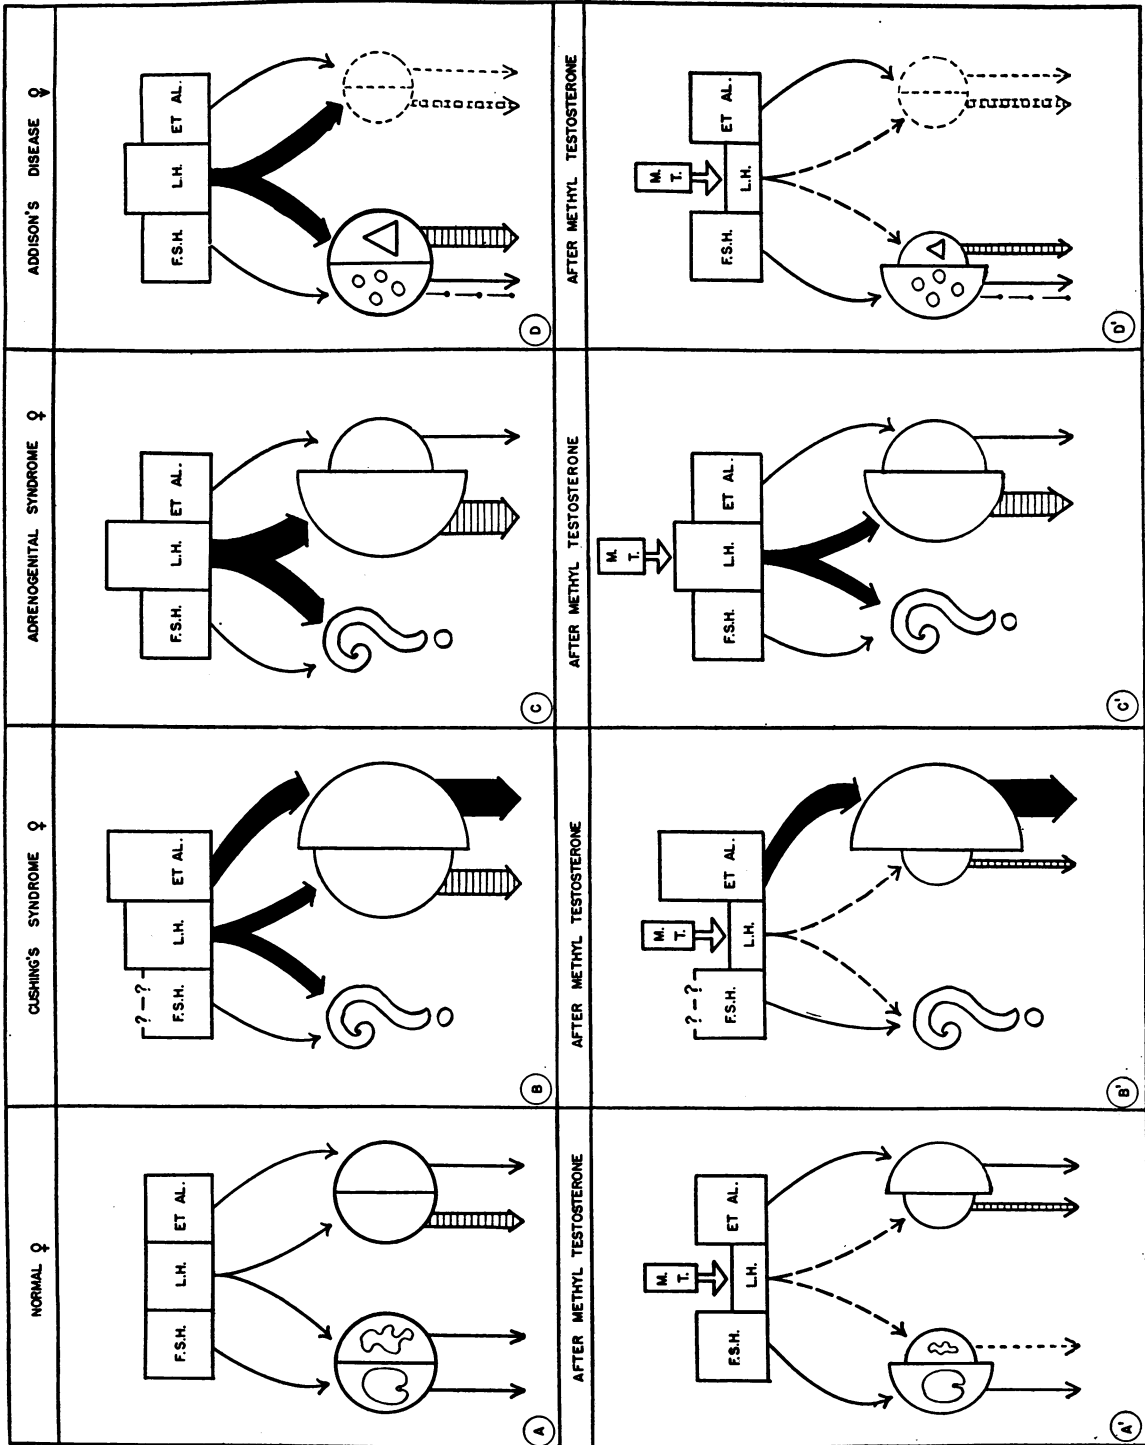 NORMAL ♀
CUSHING'S SYNDROME ♀
ADRENOGENITAL SYNDROME ♀
ADDISON'S DISEASE ♀
F.S.H. L.H. ET AL.
A
? – ?
F.S.H. L.H. ET AL.
?
B
F.S.H. L.H. ET AL.
?
C
F.S.H. L.H. ET AL.
D
AFTER METHYL TESTOSTERONE
AFTER METHYL TESTOSTERONE
AFTER METHYL TESTOSTERONE
AFTER METHYL TESTOSTERONE
M.
T.
F.S.H. L.H. ET AL.
A'
M.
T.
? – ?
F.S.H. L.H. ET AL.
?
B'
M.
T.
F.S.H. L.H. ET AL.
?
C'
M.
T.
F.S.H. L.H. ET AL.
D'